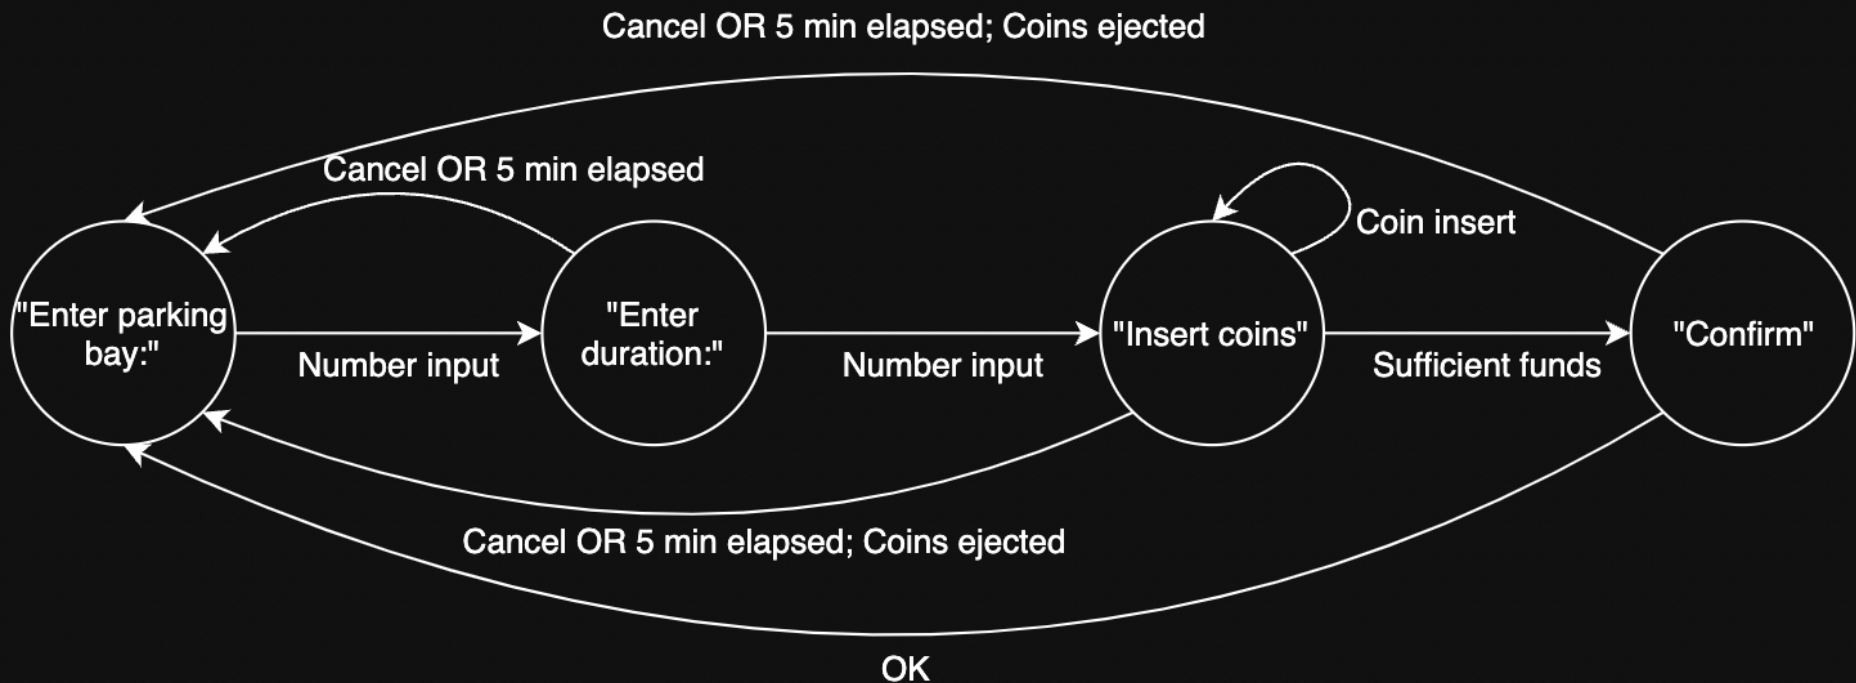 Cancel OR 5 min elapsed; Coins ejected
Cancel OR 5 min elapsed
Coin insert
"Enter parking
bay:"
Number input
"Enter
duration:"
Number input
"Insert coins"
Sufficient funds
"Confirm"
Cancel OR 5 min elapsed; Coins ejected
OK